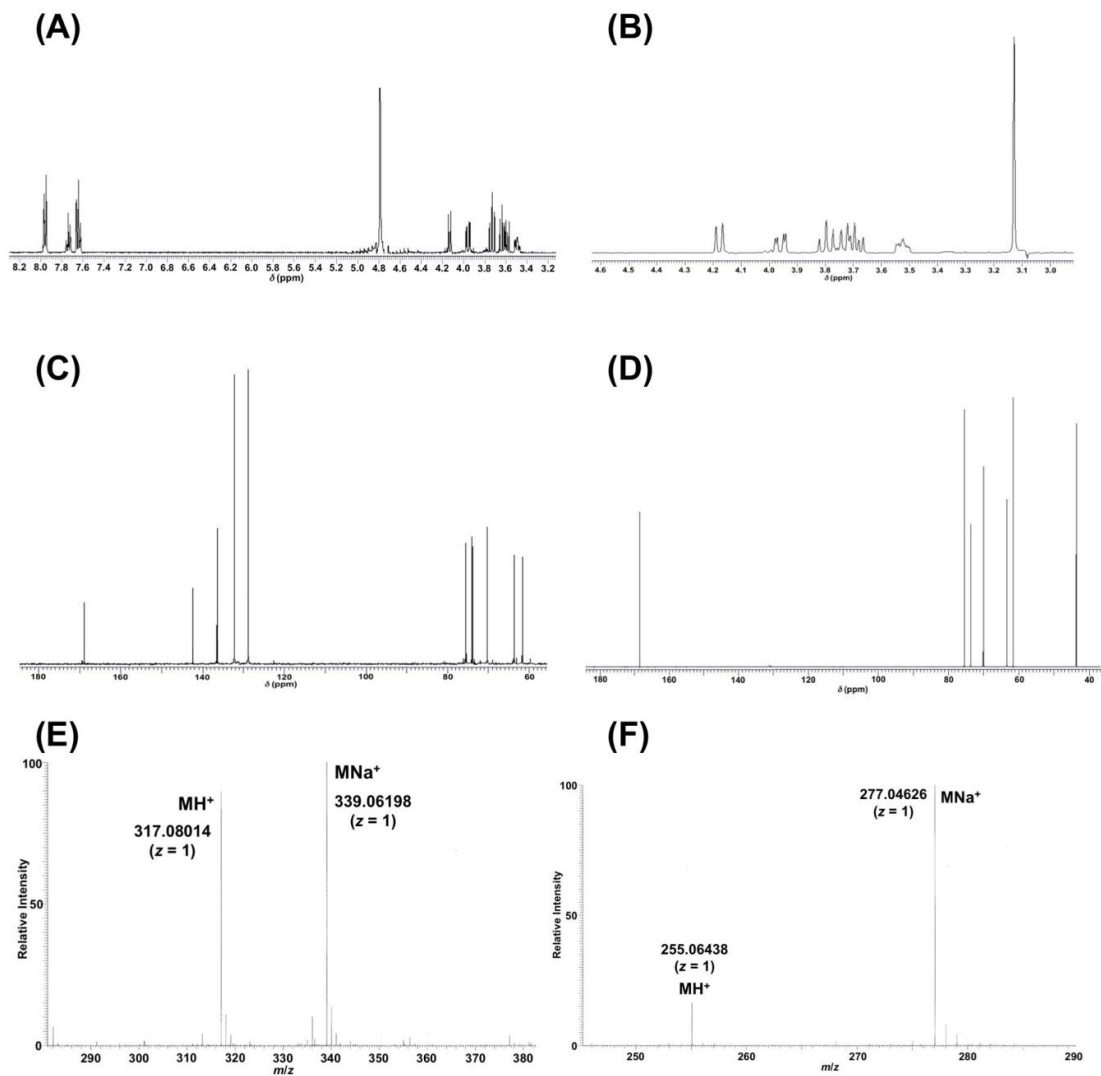 (A)
8.2 8.0 7.8 7.6 7.4 7.2 7.0 6.8 6.6 6.4 6.2 6.0 5.8 5.6 5.4 5.2 5.0 4.8 4.6 4.4 4.2 4.0 3.8 3.6 3.4 3.2
δ (ppm)
(B)
4.6 4.5 4.4 4.3 4.2 4.1 4.0 3.9 3.8 3.7 3.6 3.5 3.4 3.3 3.2 3.1 3.0
δ (ppm)
(C)
180 160 140 120 100 80 60
δ (ppm)
(D)
180 160 140 120 100 80 60 40
δ (ppm)
(E)
100
50
0
Relative Intensity
MH⁺
317.08014
(z = 1)
MNa⁺
339.06198
(z = 1)
290 300 310 320 330 340 350 360 370 380
m/z
(F)
100
50
0
Relative Intensity
277.04626
(z = 1)
MNa⁺
255.06438
(z = 1)
MH⁺
250 260 270 280 290
m/z